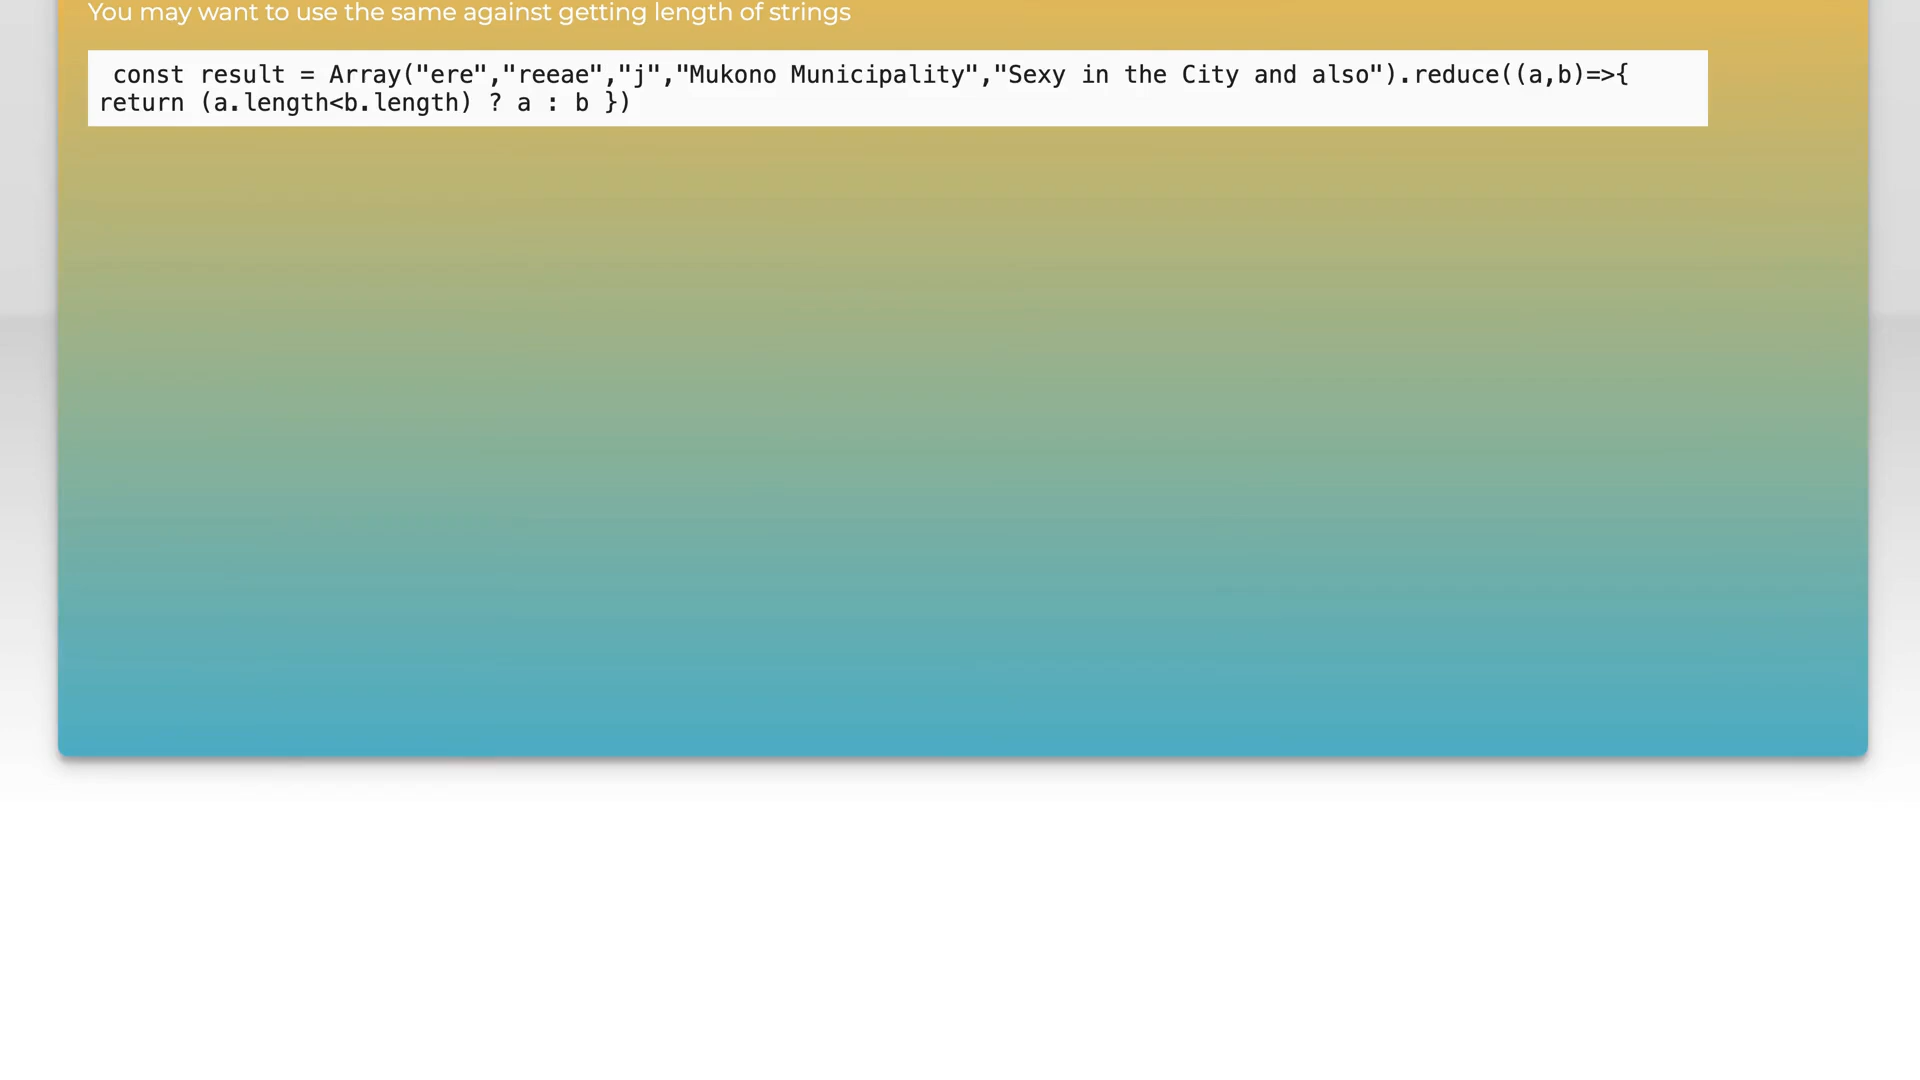 You may want to use the same against getting length of strings
const result = Array("ere","reeae","j","Mukono Municipality","Sexy in the City and also").reduce((a,b)=>{
return (a.length<b.length) ? a : b })